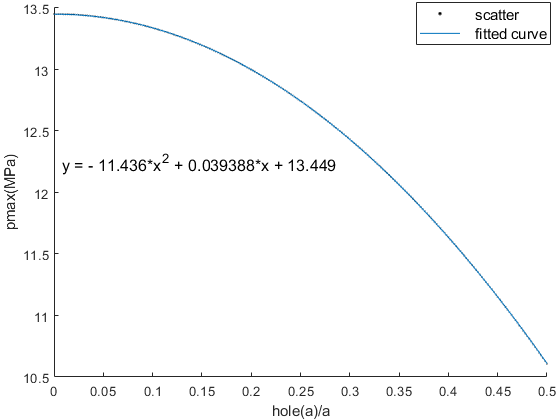 scatter
fitted curve
y = - 11.436*x² + 0.039388*x + 13.449
pmax(MPa)
13.5
13
12.5
12
11.5
11
10.5
0 0.05 0.1 0.15 0.2 0.25 0.3 0.35 0.4 0.45 0.5
hole(a)/a